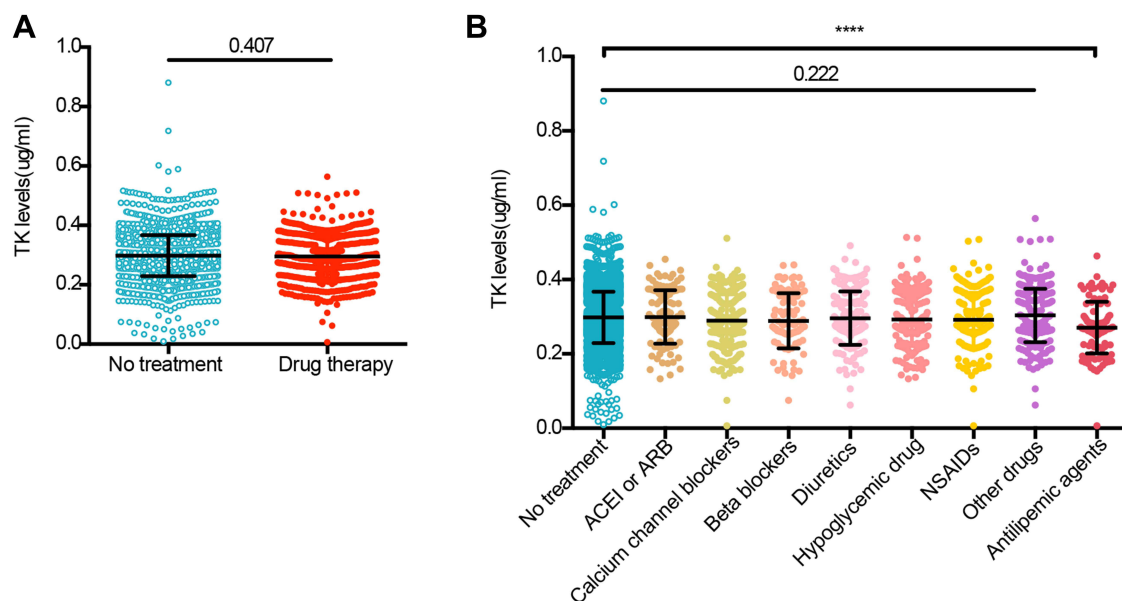 A
TK levels(ug/ml)
1.0
0.8
0.6
0.4
0.2
0.0
0.407
No treatment
Drug therapy
B
TK levels(ug/ml)
1.0
0.8
0.6
0.4
0.2
0.0
****
0.222
No treatment
ACEI or ARB
Calcium channel blockers
Beta blockers
Diuretics
Hypoglycemic drug
NSAIDs
Other drugs
Antilipemic agents